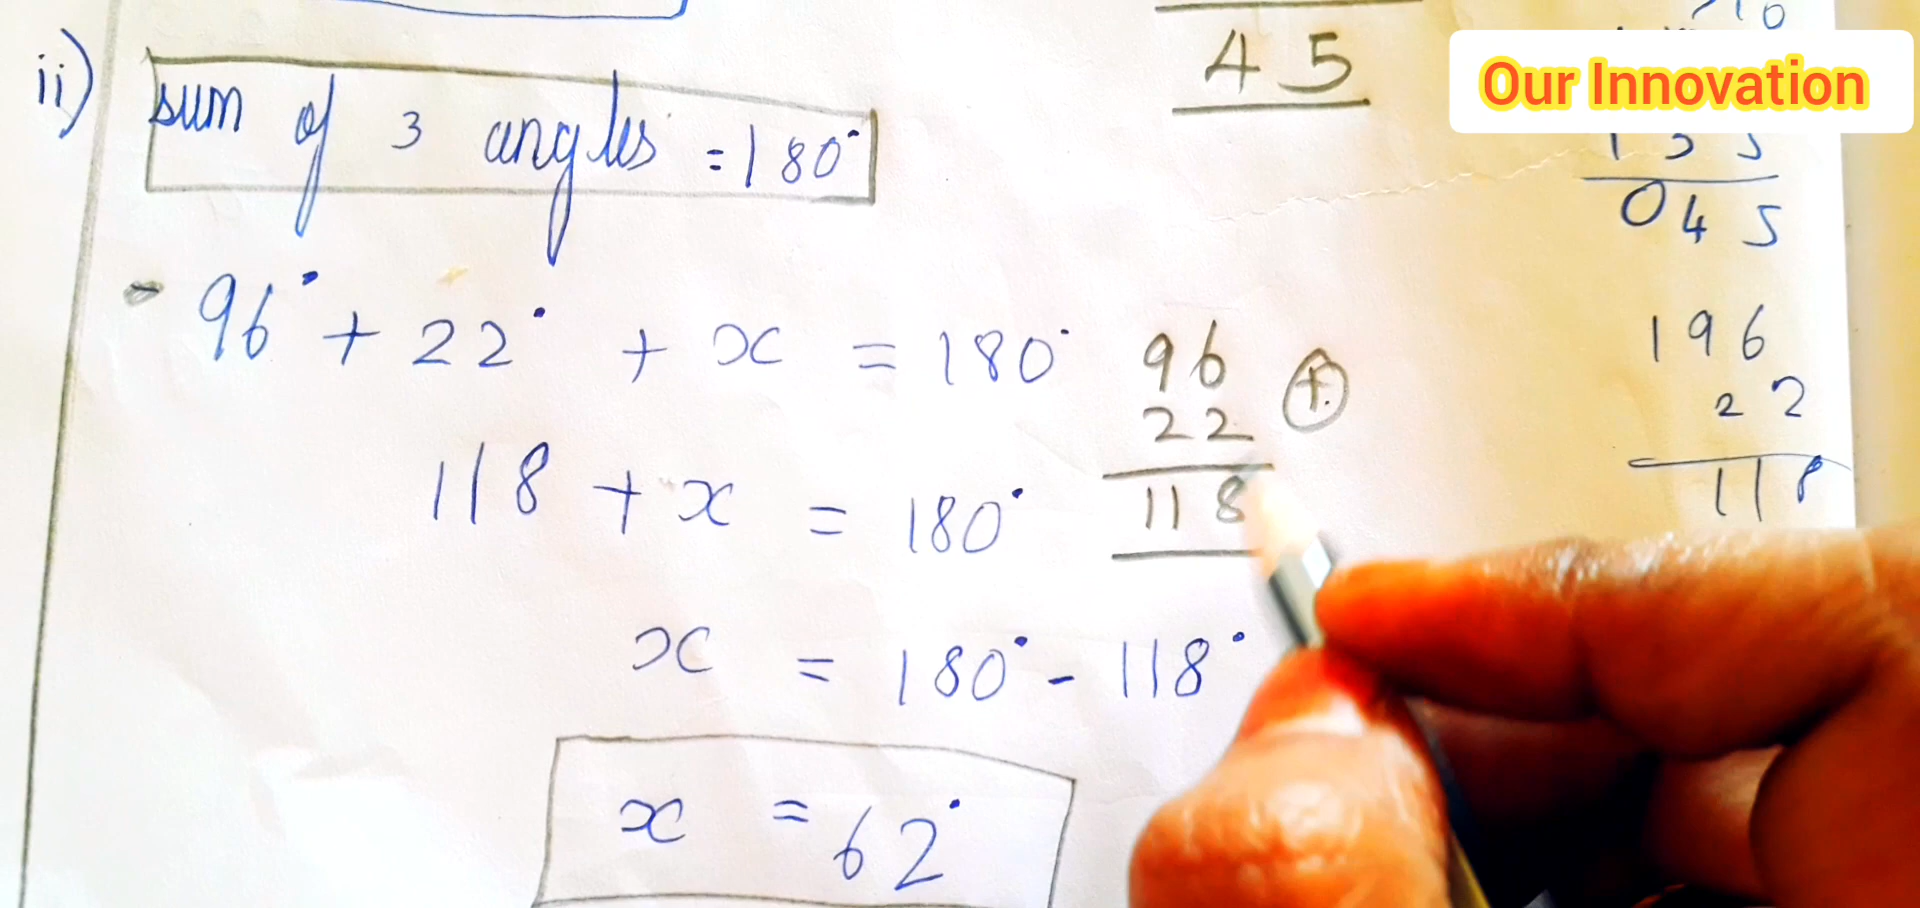 ii) sum of 3 angles = 180°
96° + 22° + x = 180°
118 + x = 180°
x = 180° - 118°
x = 62°
45
96
22 +
118
Our Innovation
045
196
22
118